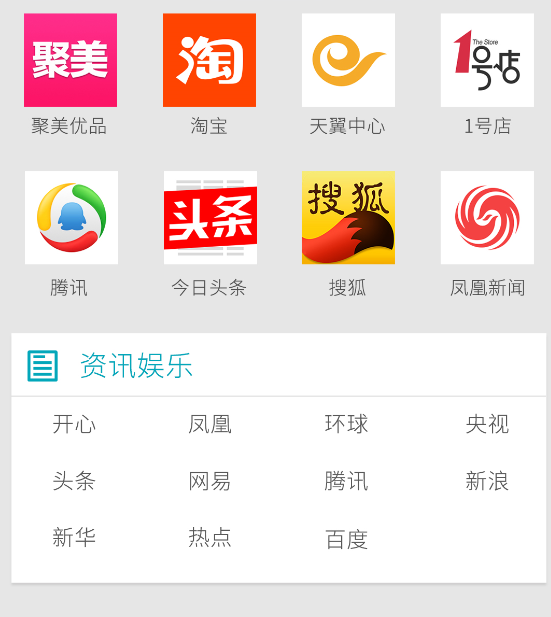 聚美
淘
The Store
1号店
聚美优品 淘宝 天翼中心 1号店
头条
搜狐
腾讯 今日头条 搜狐 凤凰新闻
资讯娱乐
开心 凤凰 环球 央视
头条 网易 腾讯 新浪
新华 热点 百度